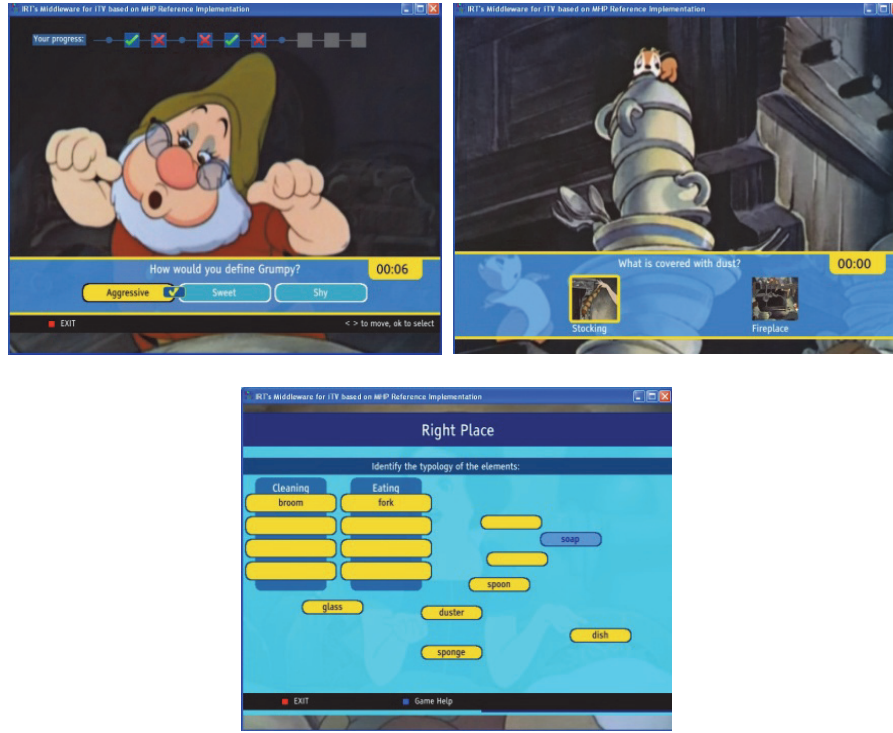 IRT's Middleware for iTV based on MHP Reference Implementation
Your progress:
How would you define Grumpy?
00:06
Aggressive Sweet Shy
EXIT < > to move, ok to select
IRT's Middleware for iTV based on MHP Reference Implementation
What is covered with dust?
00:00
Stocking Fireplace
IRT's Middleware for iTV based on MHP Reference Implementation
Right Place
Identify the typology of the elements:
Cleaning Eating
broom fork
soap
spoon
glass
duster
dish
sponge
EXIT Game Help